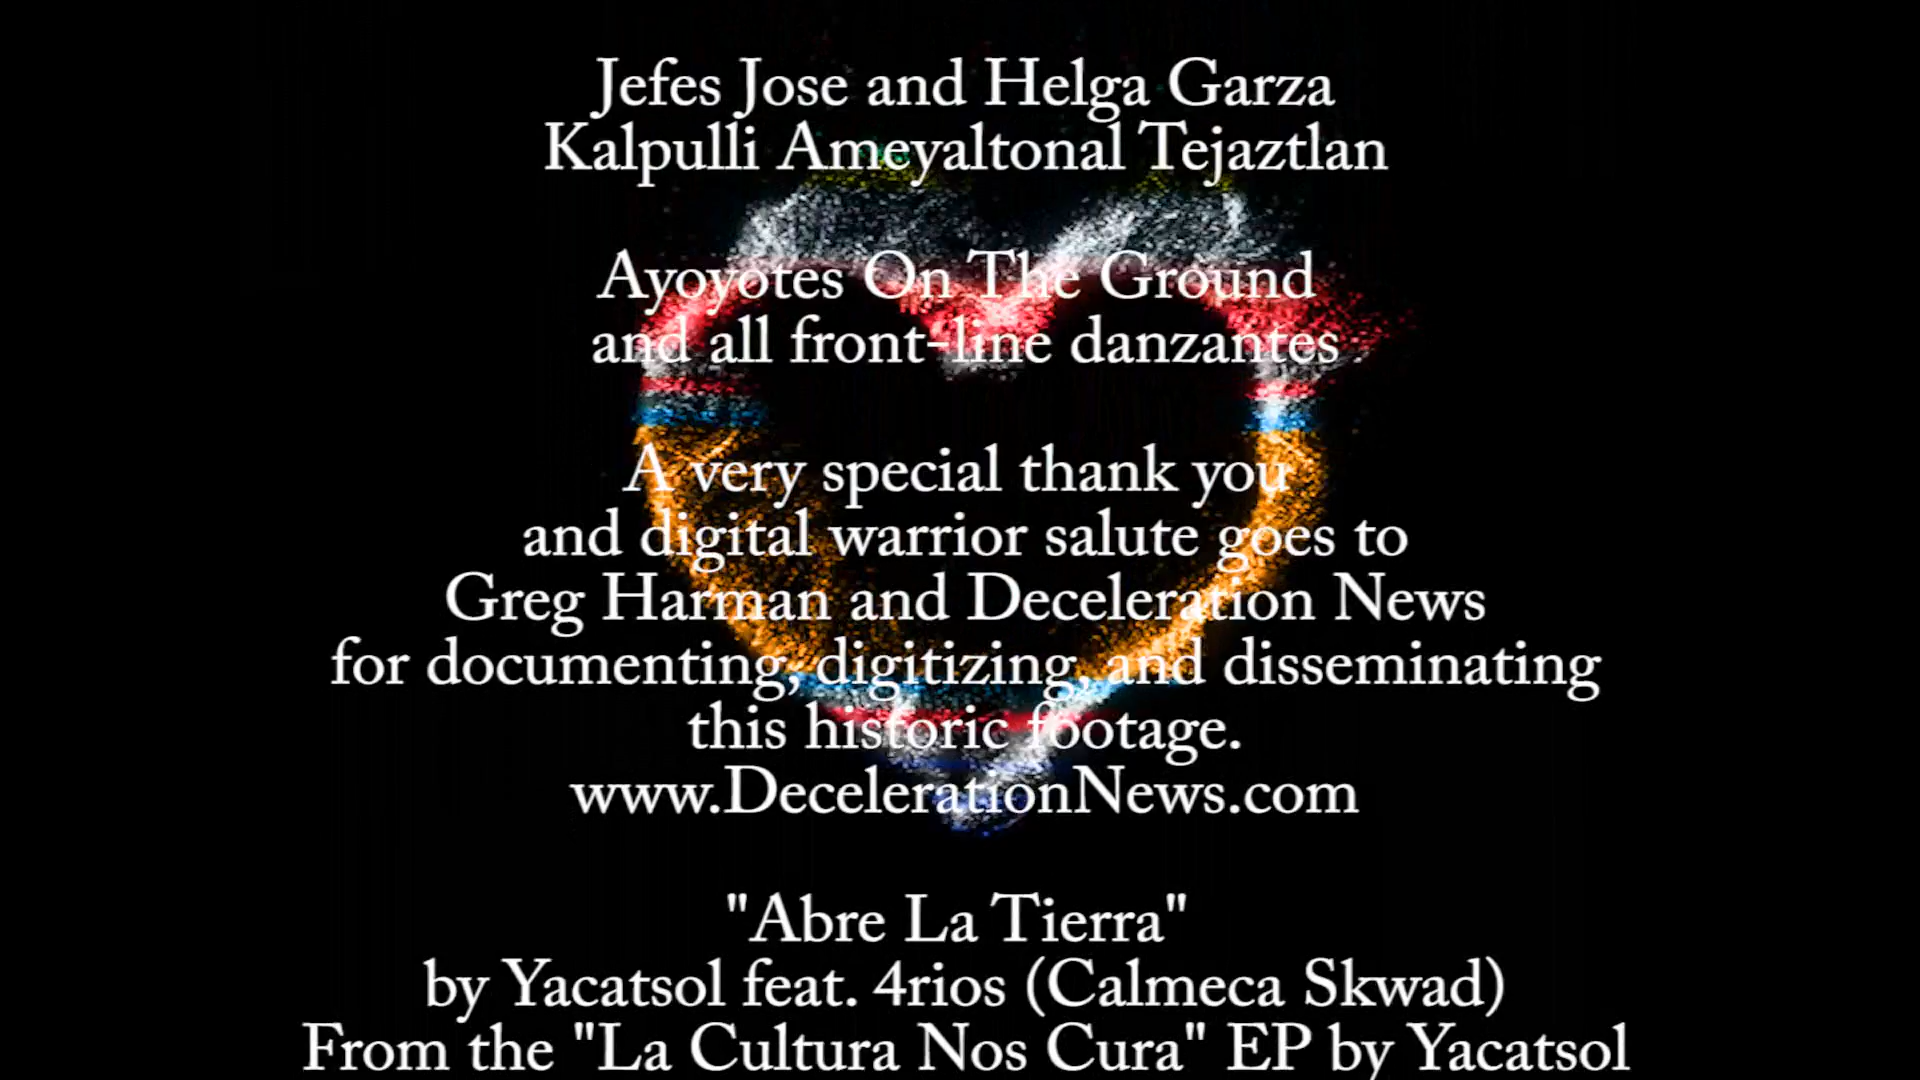 Jefes Jose and Helga Garza
Kalpulli Ameyaltonal Tejaztlan
Ayoyotes On The Ground
and all front-line danzantes
A very special thank you
and digital warrior salute goes to
Greg Harman and Deceleration News
for documenting, digitizing, and disseminating
this historic footage.
www.DecelerationNews.com
"Abre La Tierra"
by Yacatsol feat. 4rios (Calmeca Skwad)
From the "La Cultura Nos Cura" EP by Yacatsol